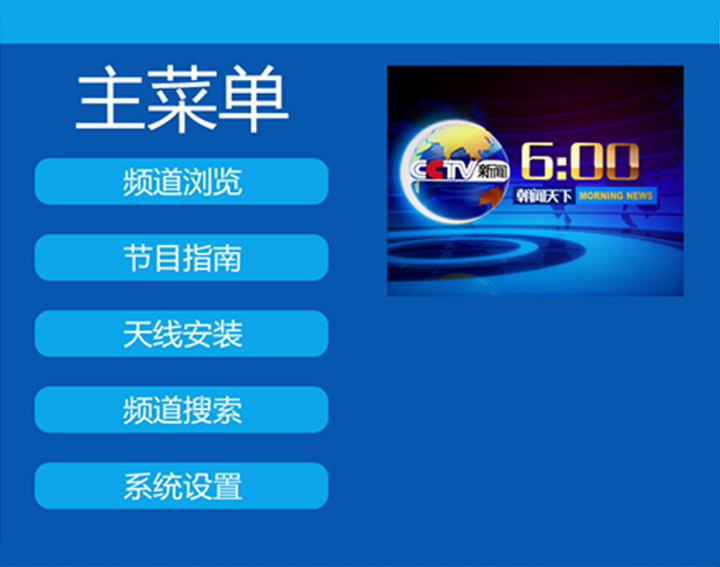 主菜单
频道浏览
节目指南
天线安装
频道搜索
系统设置
CCTV新闻
6:00
朝闻天下 MORNING NEWS